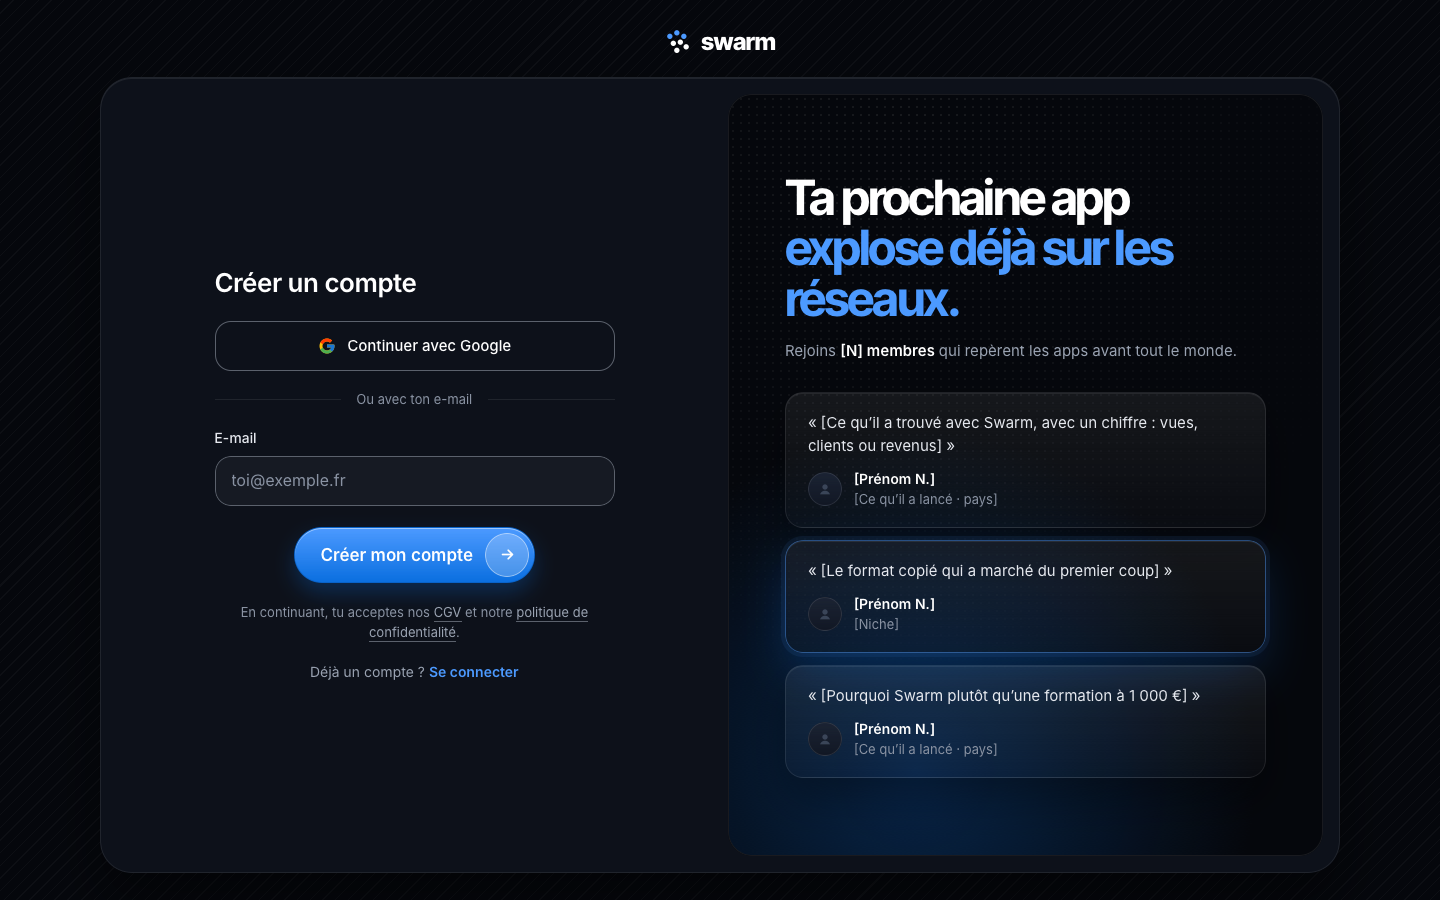 swarm
Créer un compte
Continuer avec Google
Ou avec ton e-mail
E-mail
toi@exemple.fr
Créer mon compte
En continuant, tu acceptes nos CGV et notre politique de
confidentialité.
Déjà un compte ? Se connecter
Ta prochaine app
explose déjà sur les
réseaux.
Rejoins [N] membres qui repèrent les apps avant tout le monde.
« [Ce qu’il a trouvé avec Swarm, avec un chiffre : vues,
clients ou revenus] »
[Prénom N.]
[Ce qu’il a lancé · pays]
« [Le format copié qui a marché du premier coup] »
[Prénom N.]
[Niche]
« [Pourquoi Swarm plutôt qu’une formation à 1 000 €] »
[Prénom N.]
[Ce qu’il a lancé · pays]